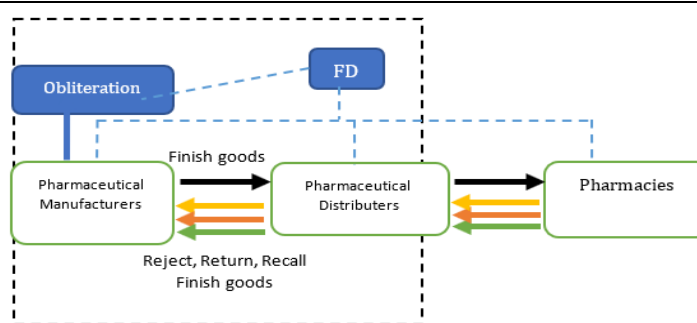 FD
Obliteration
Finish goods
Pharmaceutical
Manufacturers
Pharmaceutical
Distributers
Pharmacies
Reject, Return, Recall
Finish goods